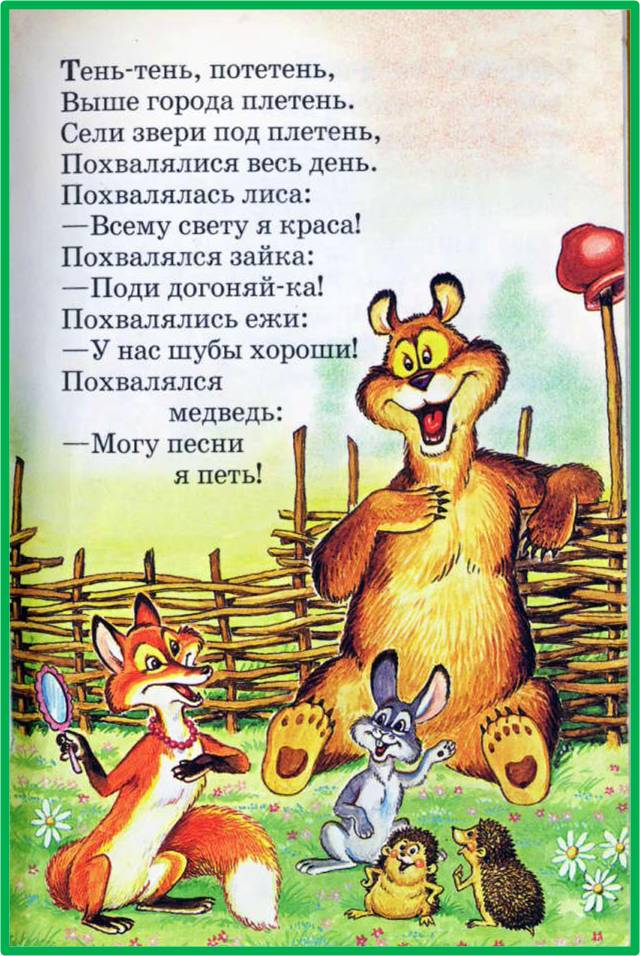 Тень-тень, потетень,
Выше города плетень.
Сели звери под плетень,
Похвалялися весь день.
Похвалялась лиса:
—Всему свету я краса!
Похвалялся зайка:
—Поди догоняй-ка!
Похвалялись ежи:
—У нас шубы хороши!
Похвалялся
медведь:
—Могу песни
я петь!